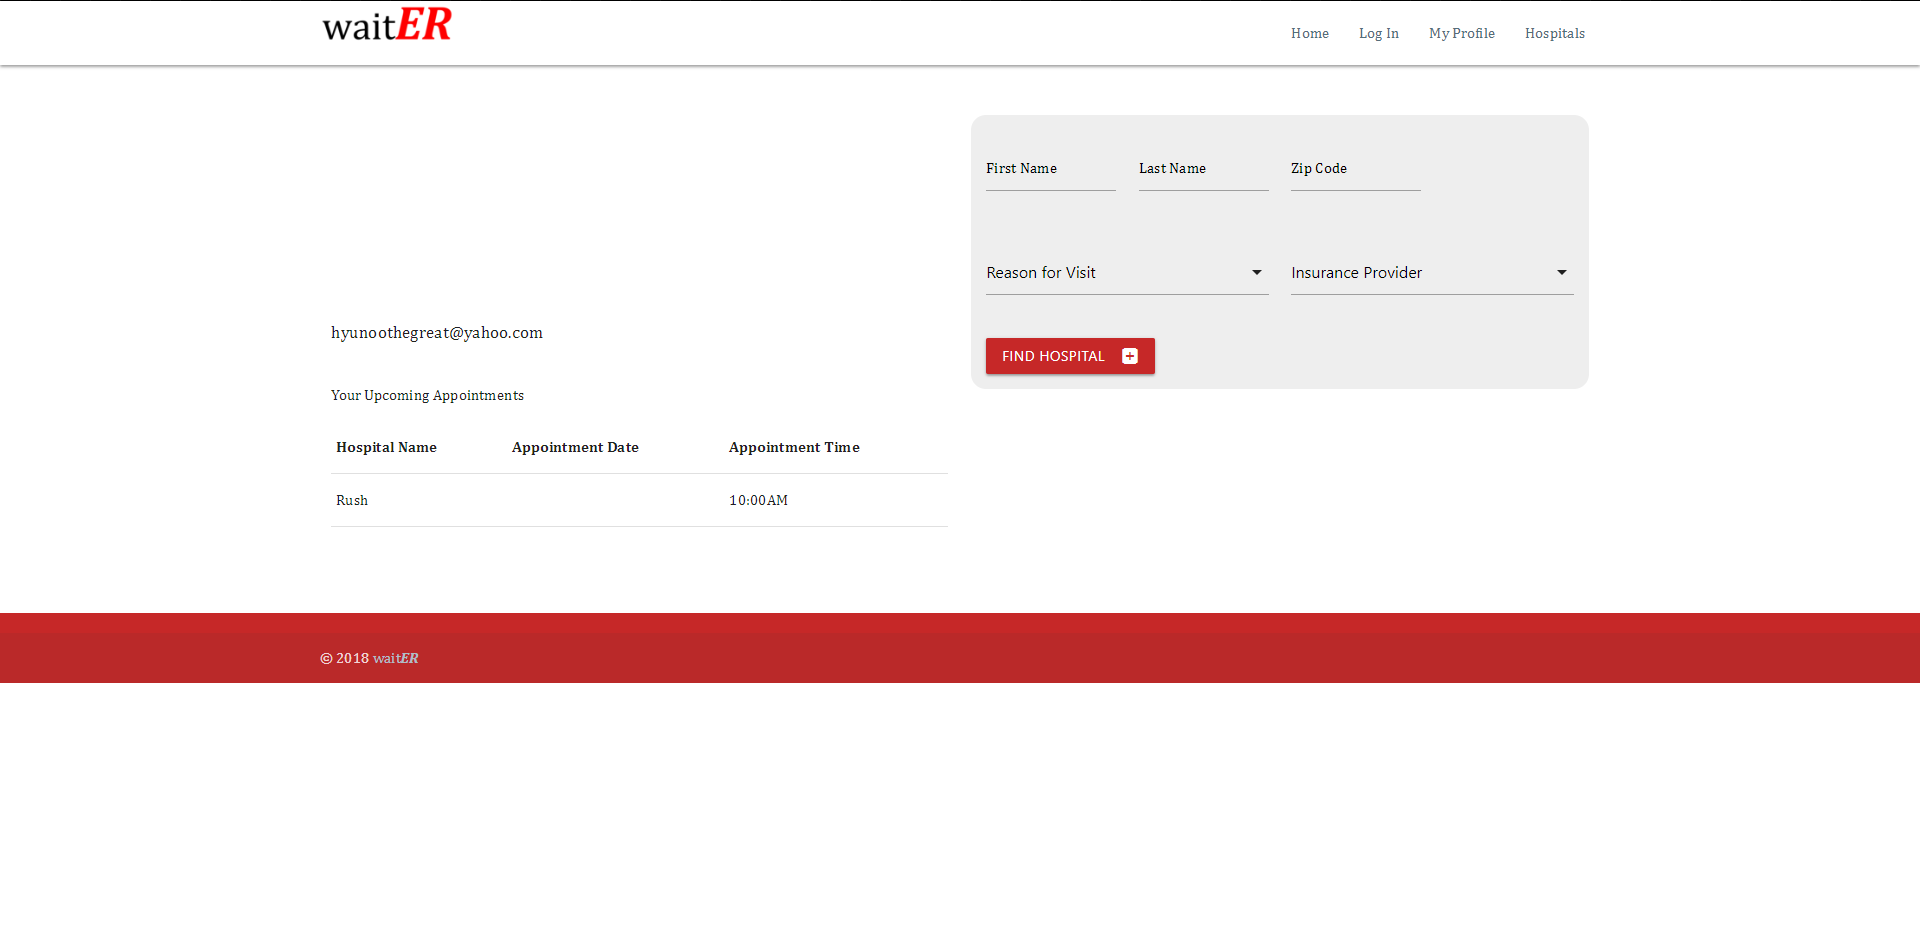 waitER
Home Log In My Profile Hospitals
First Name Last Name Zip Code
Reason for Visit Insurance Provider
FIND HOSPITAL
hyunoothegreat@yahoo.com
Your Upcoming Appointments
Hospital Name Appointment Date Appointment Time
Rush 10:00AM
© 2018 waitER